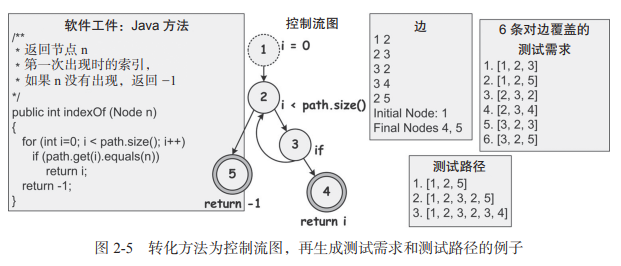 软件工件：Java 方法
/**
* 返回节点 n
* 第一次出现时的索引，
* 如果 n 没有出现，返回 −1
*/
public int indexOf (Node n)
{
for (int i=0; i < path.size(); i++)
if (path.get(i).equals(n))
return i;
return -1;
}
控制流图
1
i = 0
2
i < path.size()
3
if
5
return -1
4
return i
边
1 2
2 3
3 2
3 4
2 5
Initial Node: 1
Final Nodes 4, 5
6 条对边覆盖的
测试需求
1. [1, 2, 3]
2. [1, 2, 5]
3. [2, 3, 2]
4. [2, 3, 4]
5. [3, 2, 3]
6. [3, 2, 5]
测试路径
1. [1, 2, 5]
2. [1, 2, 3, 2, 5]
3. [1, 2, 3, 2, 3, 4]
图 2-5 转化方法为控制流图，再生成测试需求和测试路径的例子